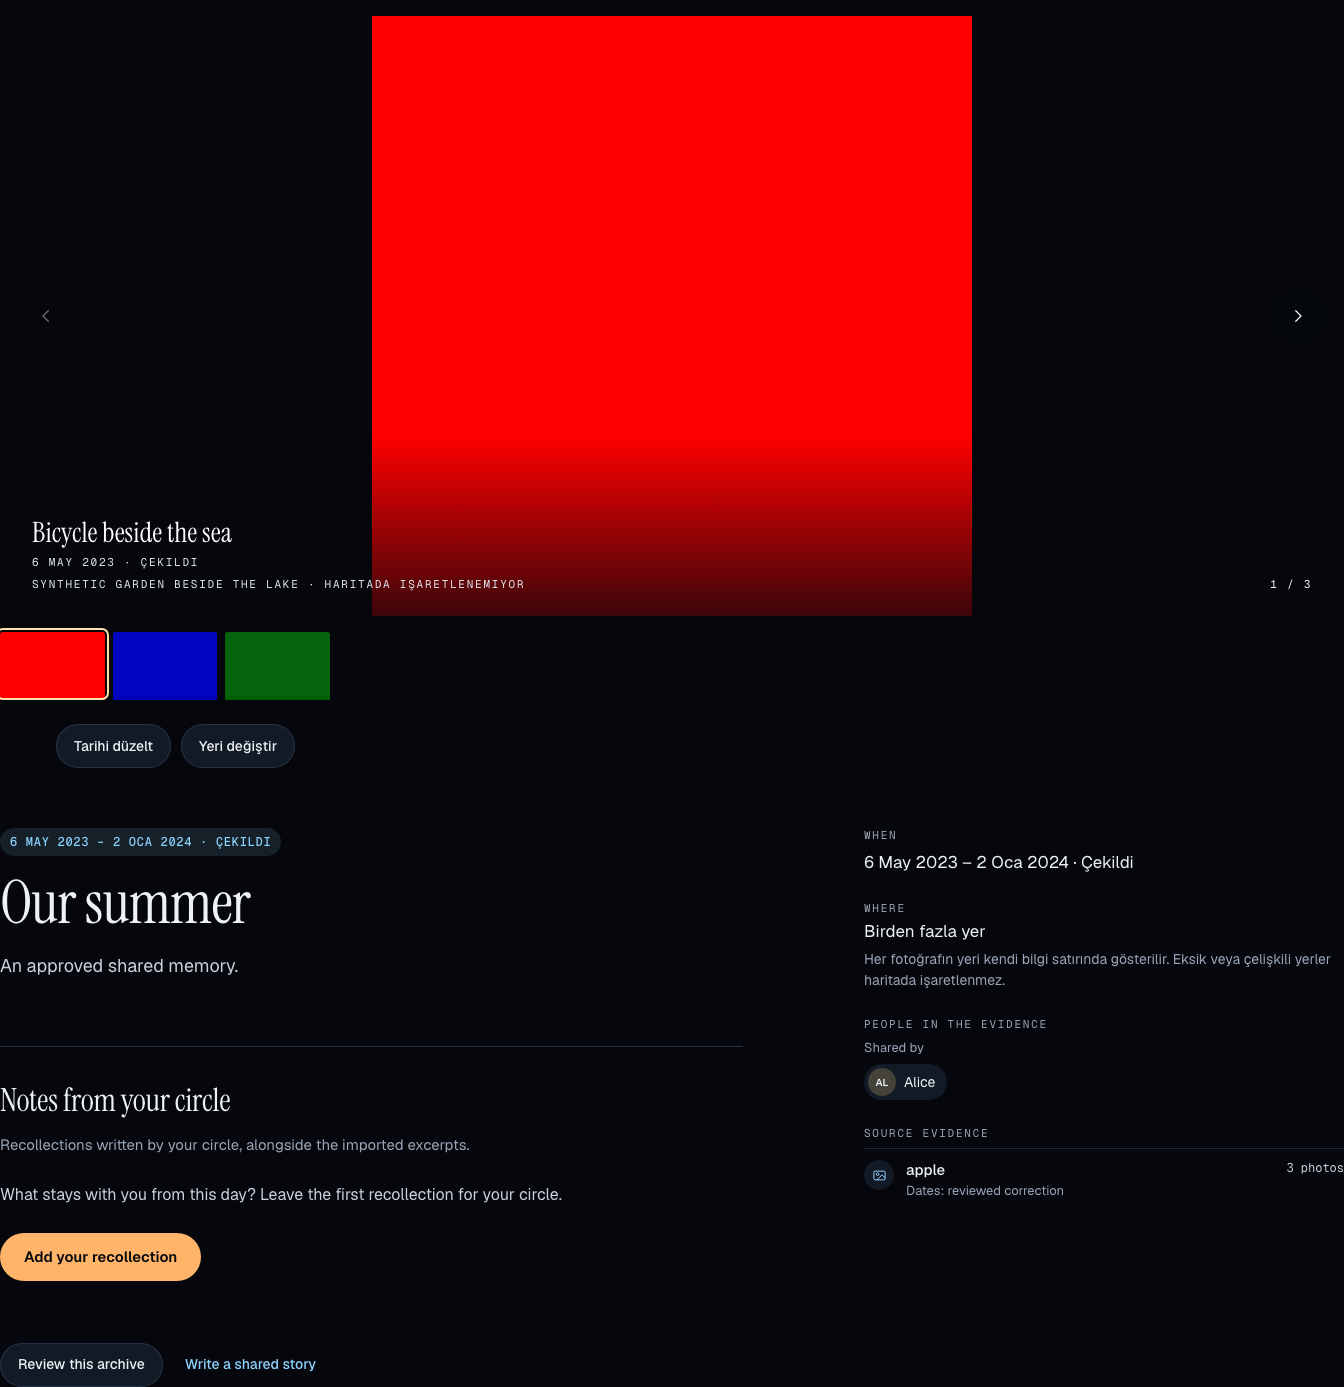 Bicycle beside the sea
6 MAY 2023 · ÇEKILDI
SYNTHETIC GARDEN BESIDE THE LAKE · HARITADA IŞARETLENEMIYOR
1 / 3
Tarihi düzelt
Yeri değiştir
6 MAY 2023 – 2 OCA 2024 · ÇEKILDI
Our summer
An approved shared memory.
Notes from your circle
Recollections written by your circle, alongside the imported excerpts.
What stays with you from this day? Leave the first recollection for your circle.
Add your recollection
Review this archive
Write a shared story
WHEN
6 May 2023 – 2 Oca 2024 · Çekildi
WHERE
Birden fazla yer
Her fotoğrafın yeri kendi bilgi satırında gösterilir. Eksik veya çelişkili yerler
haritada işaretlenmez.
PEOPLE IN THE EVIDENCE
Shared by
AL Alice
SOURCE EVIDENCE
apple
3 photos
Dates: reviewed correction